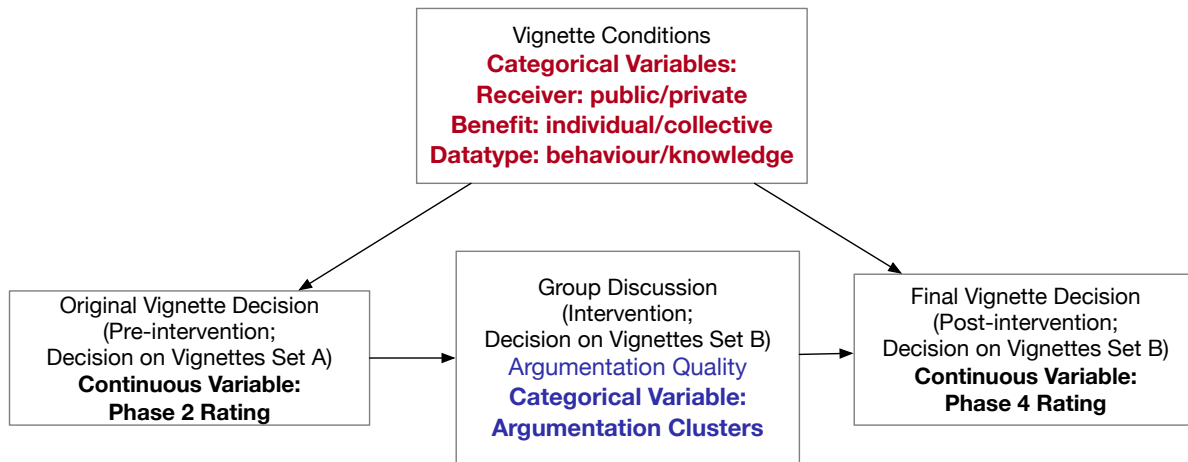 Vignette Conditions
Categorical Variables:
Receiver: public/private
Benefit: individual/collective
Datatype: behaviour/knowledge
Original Vignette Decision
(Pre-intervention;
Decision on Vignettes Set A)
Continuous Variable:
Phase 2 Rating
Group Discussion
(Intervention;
Decision on Vignettes Set B)
Argumentation Quality
Categorical Variable:
Argumentation Clusters
Final Vignette Decision
(Post-intervention;
Decision on Vignettes Set B)
Continuous Variable:
Phase 4 Rating